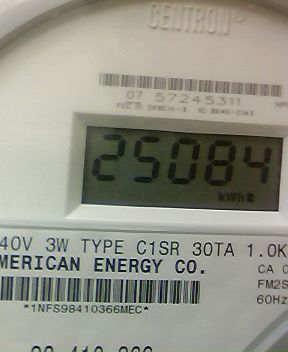 CENTRON
07 57245311
25084
kWh
40V 3W TYPE C1SR 30TA 1.0K
MERICAN ENERGY CO.
CA 0
FM2S
60Hz
*1NFS98410366MEC*